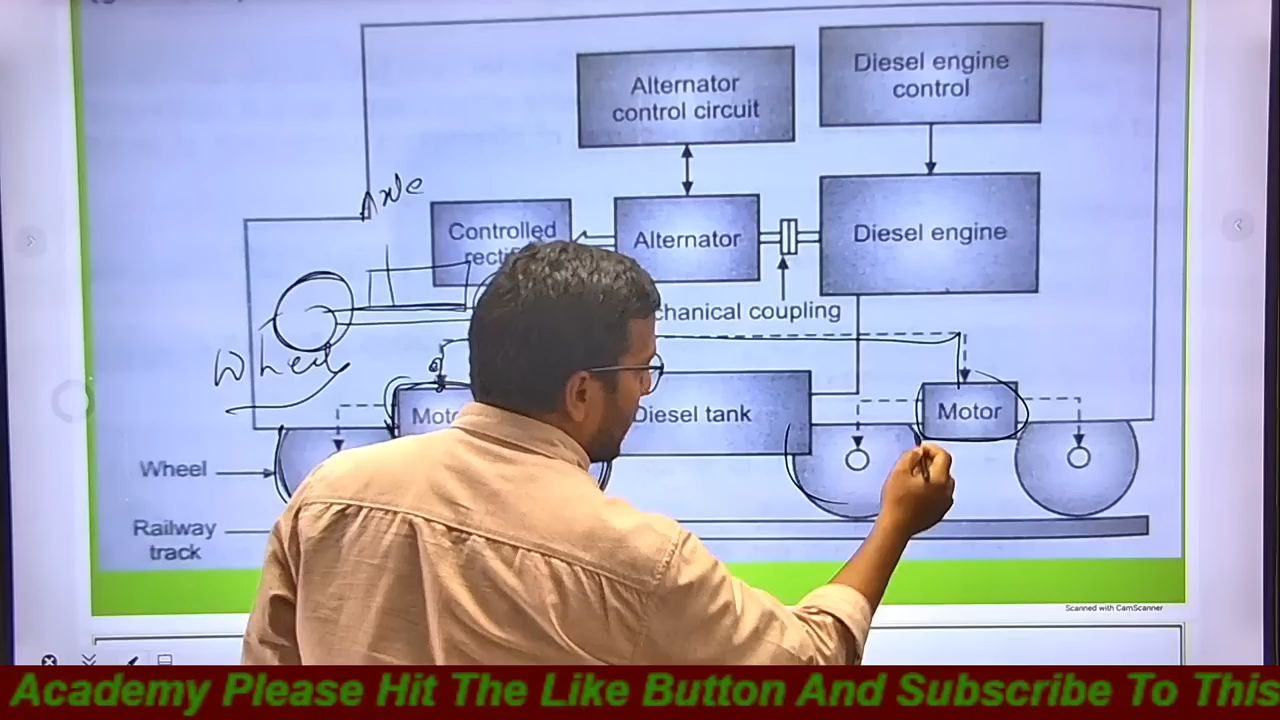 Alternator
control circuit
Diesel engine
control
Axle
Controlled
Alternator
Diesel engine
coupling
Wheel
Diesel tank
Motor
Wheel
Railway
track
Scanned with CamScanner
Academy Please Hit The Like Button And Subscribe To This